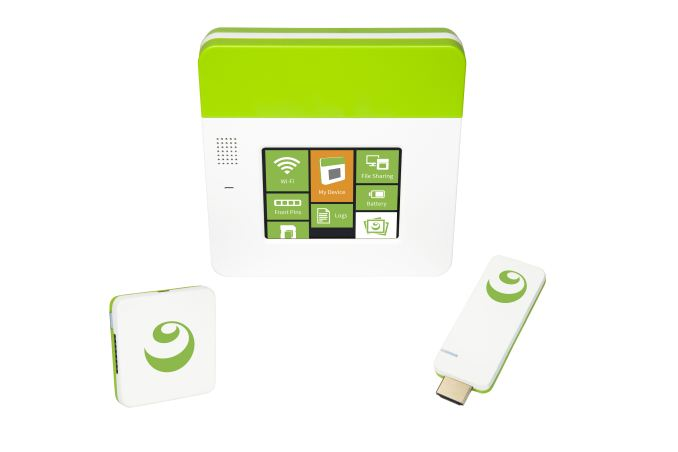 Wi-Fi
My Device
File Sharing
Battery
Front Pins
Logs